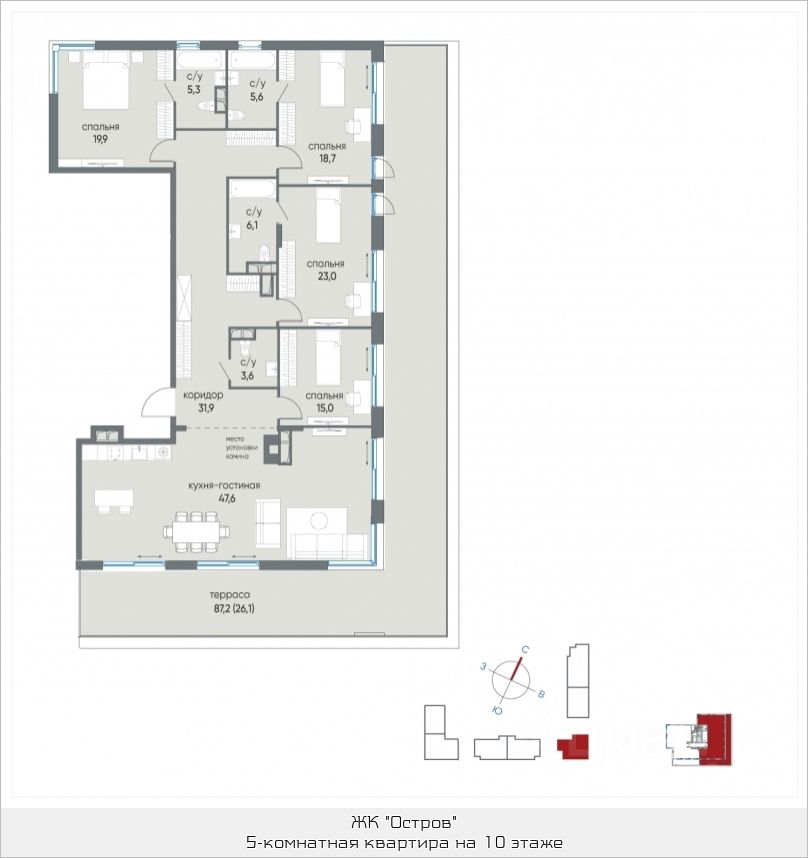 с/у
5,3
с/у
5,6
спальня
19,9
спальня
18,7
с/у
6,1
спальня
23,0
с/у
3,6
спальня
15,0
коридор
31,9
место
установки
камина
кухня-гостиная
47,6
терраса
87,2 (26,1)
С
З
В
Ю
циан
ЖК "Остров"
5-комнатная квартира на 10 этаже